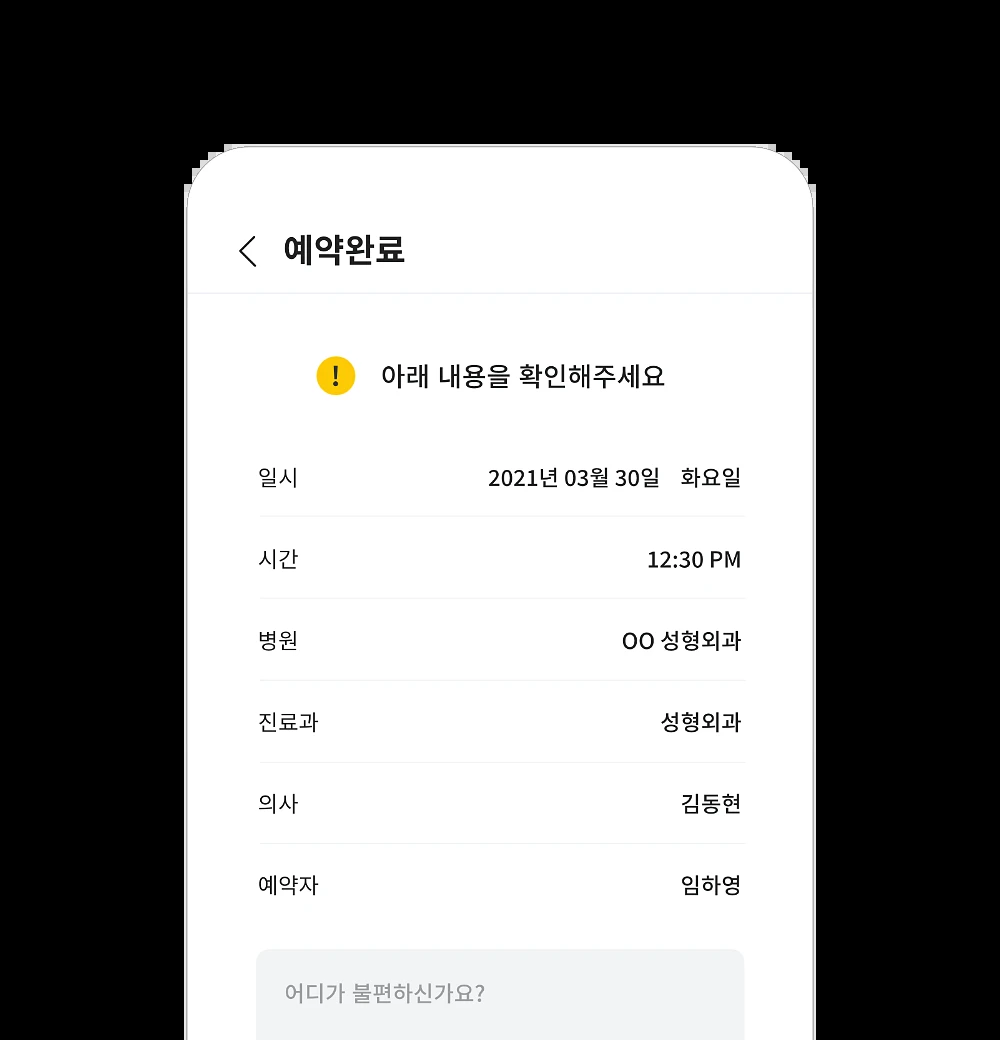 예약완료
! 아래 내용을 확인해주세요
일시 2021년 03월 30일 화요일
시간 12:30 PM
병원 OO 성형외과
진료과 성형외과
의사 김동현
예약자 임하영
어디가 불편하신가요?